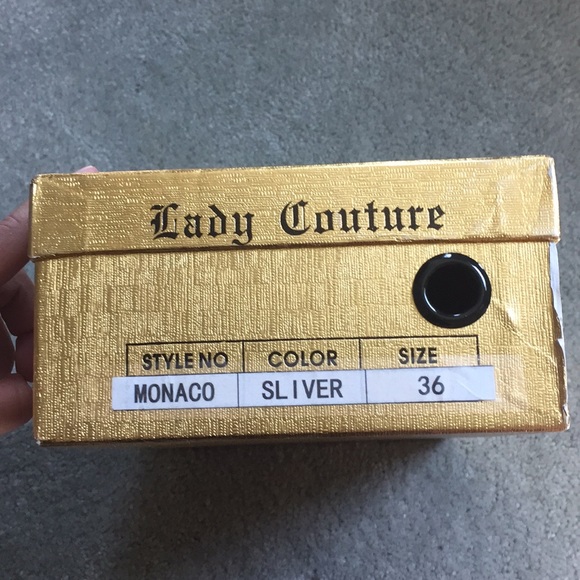 Lady Couture
STYLE NO COLOR SIZE
MONACO SLIVER 36